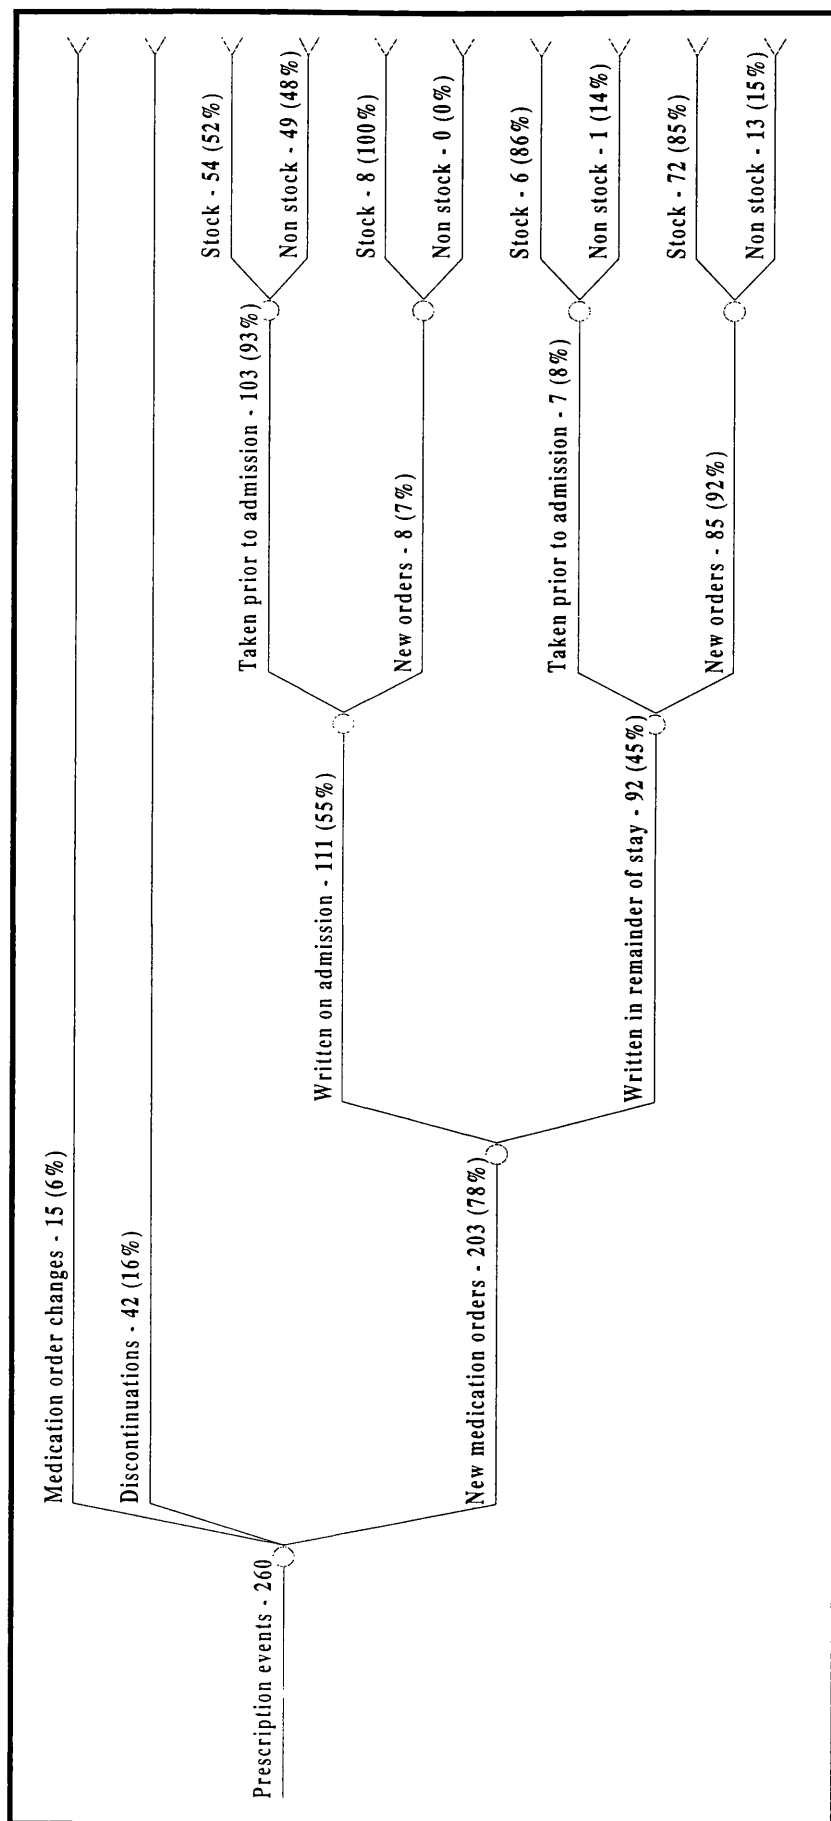 Prescription events - 260
Medication order changes - 15 (6%)
Discontinuations - 42 (16%)
New medication orders - 203 (78%)
Written on admission - 111 (55%)
Written in remainder of stay - 92 (45%)
Taken prior to admission - 103 (93%)
New orders - 8 (7%)
Taken prior to admission - 7 (8%)
New orders - 85 (92%)
Stock - 54 (52%)
Non stock - 49 (48%)
Stock - 8 (100%)
Non stock - 0 (0%)
Stock - 6 (86%)
Non stock - 1 (14%)
Stock - 72 (85%)
Non stock - 13 (15%)